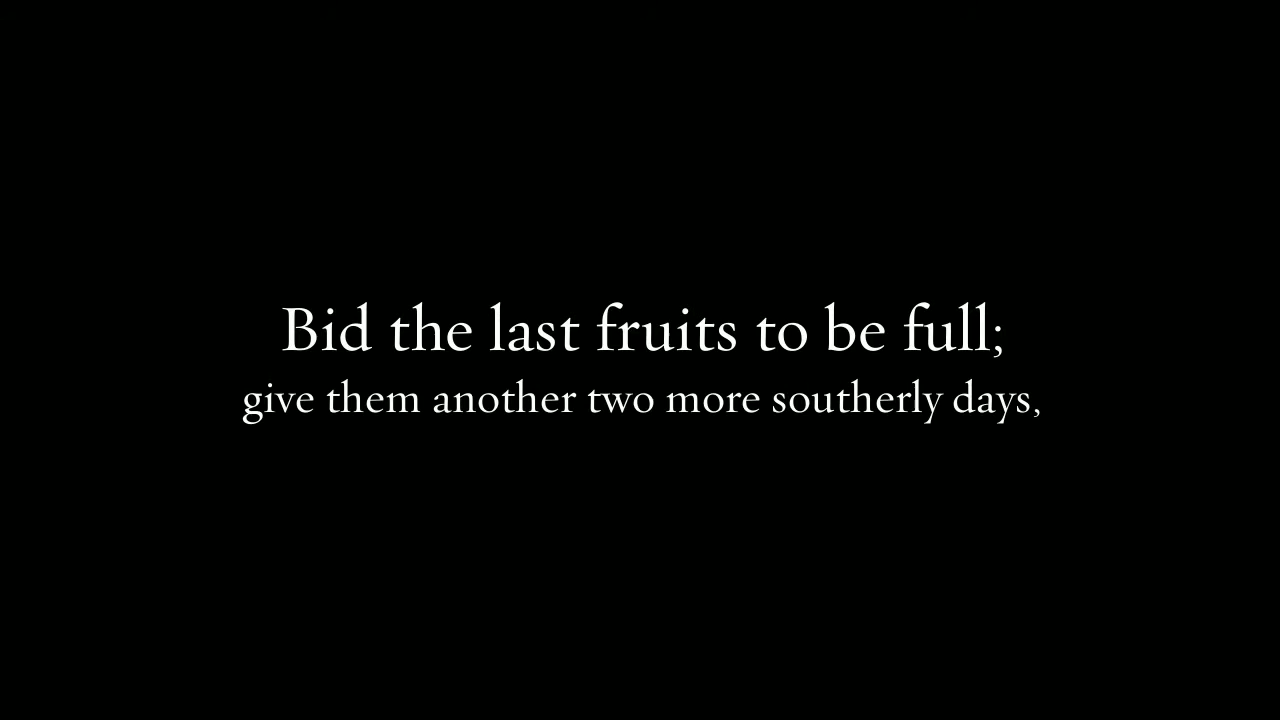 Bid the last fruits to be full;
give them another two more southerly days,